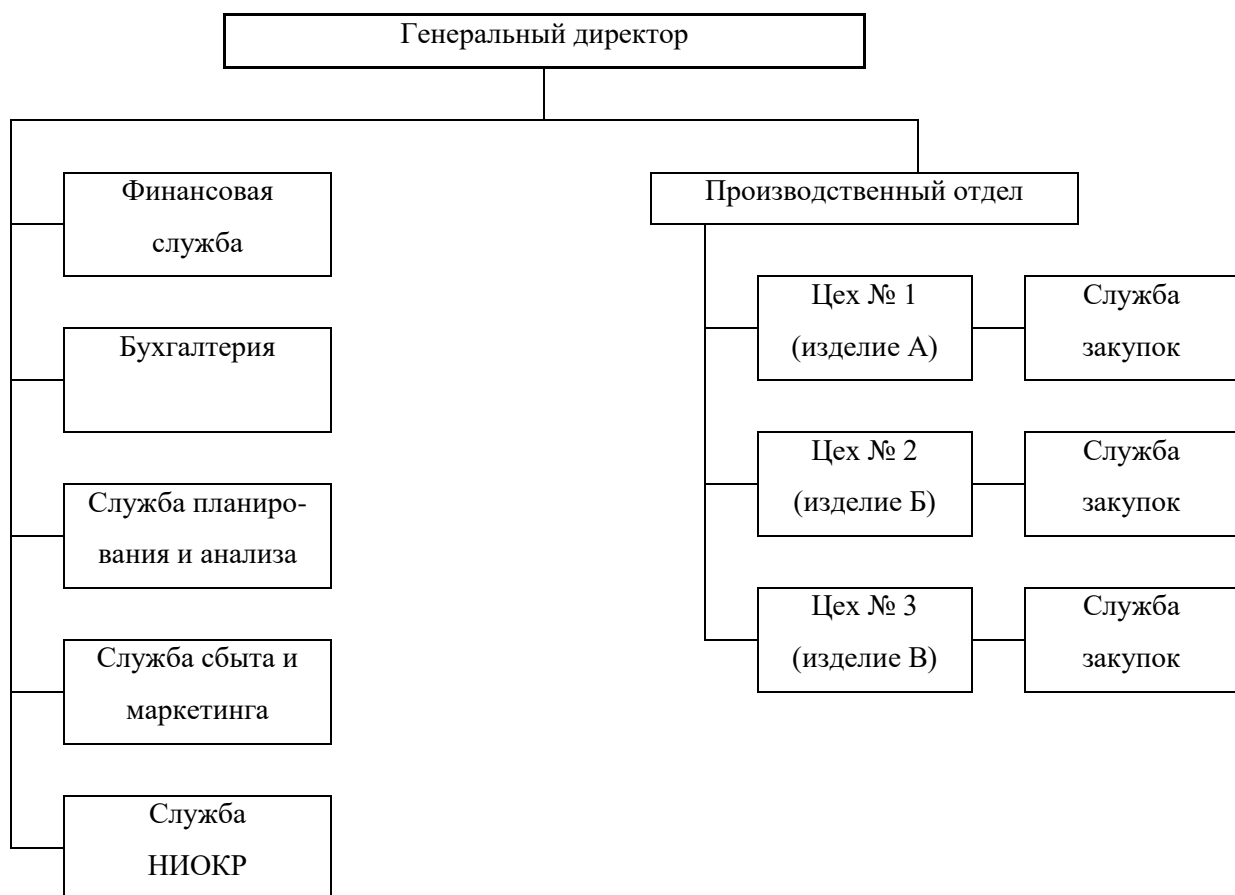 Генеральный директор
Финансовая
служба
Бухгалтерия
Служба планиро-
вания и анализа
Служба сбыта и
маркетинга
Служба
НИОКР
Производственный отдел
Цех № 1
(изделие А)
Служба
закупок
Цех № 2
(изделие Б)
Служба
закупок
Цех № 3
(изделие В)
Служба
закупок